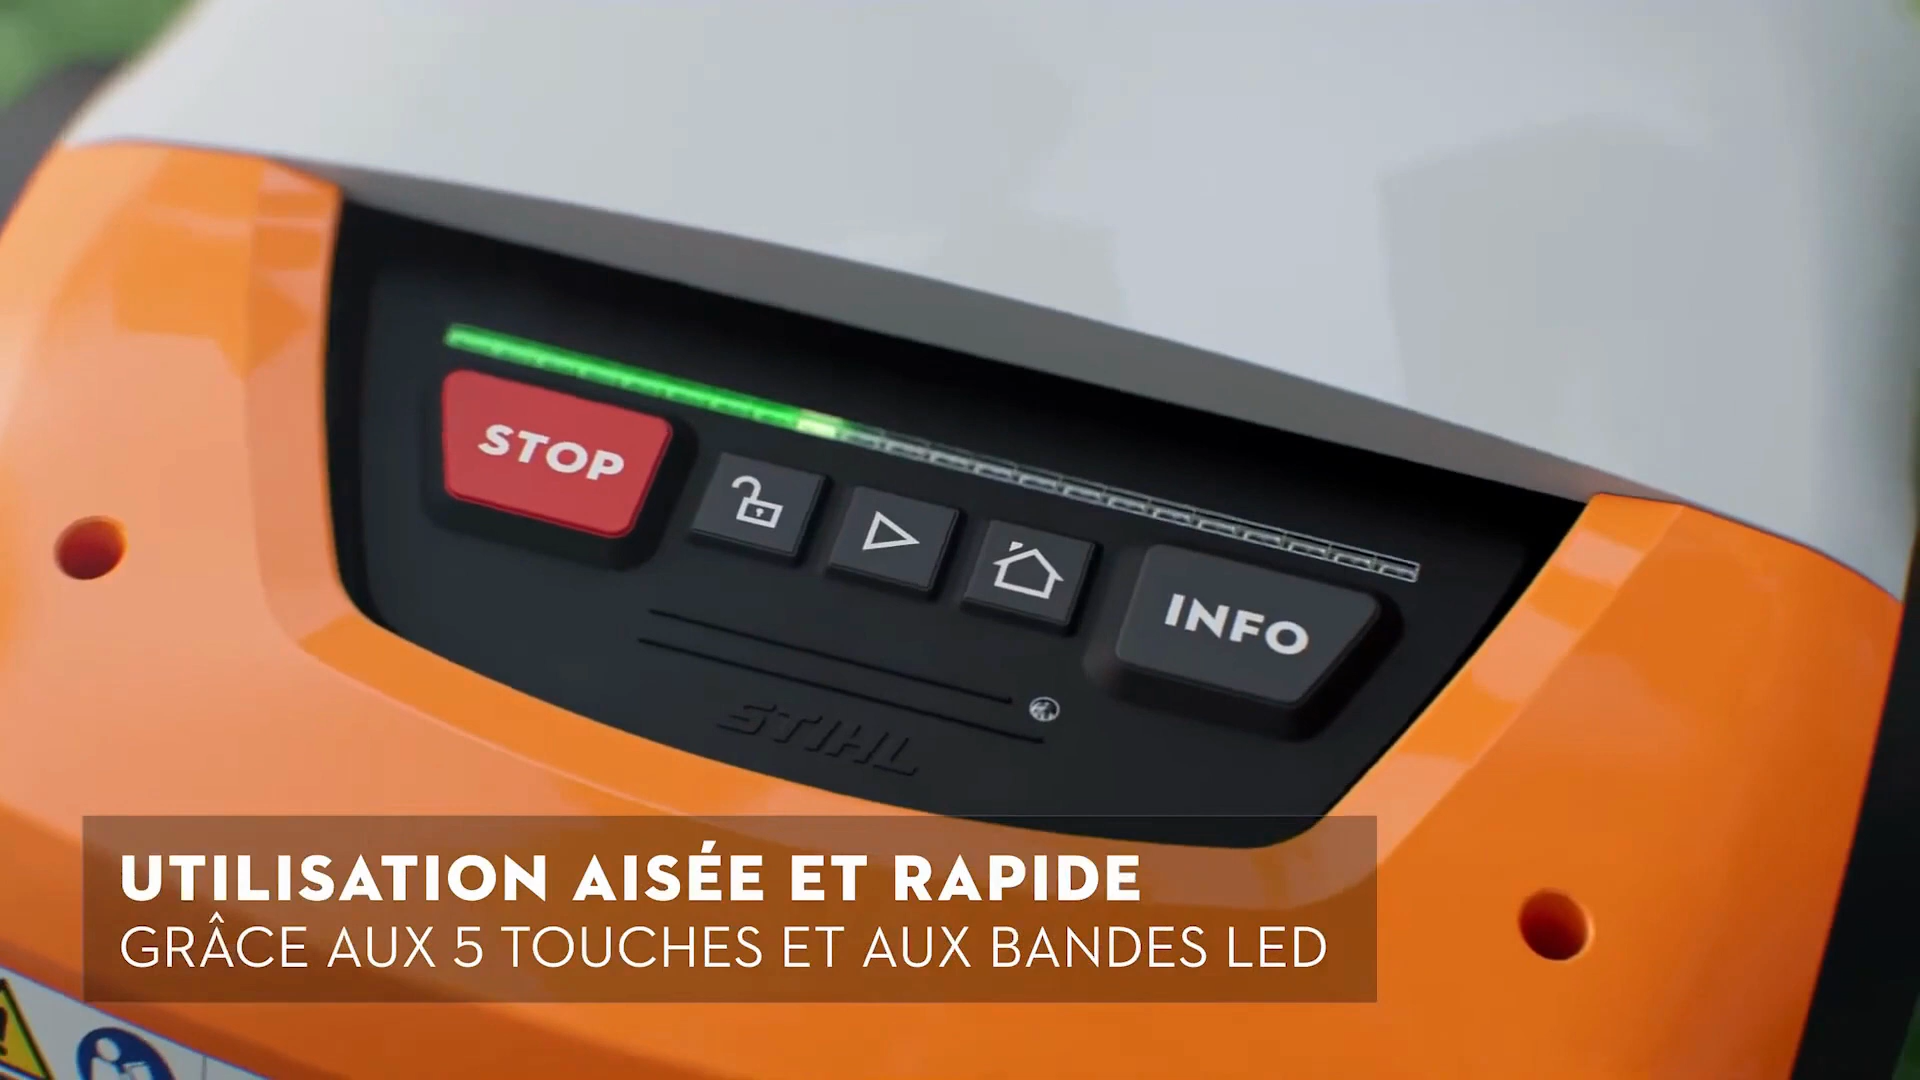 STOP
INFO
STIHL
UTILISATION AISÉE ET RAPIDE
GRÂCE AUX 5 TOUCHES ET AUX BANDES LED